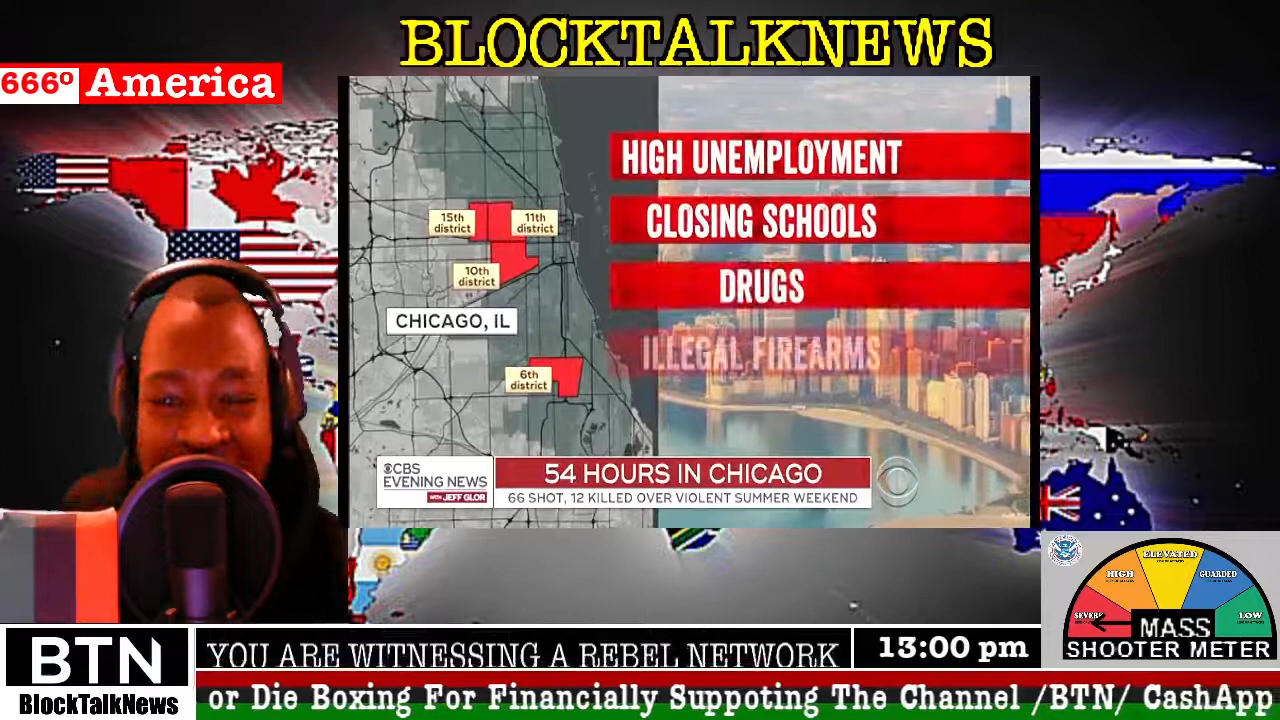 BLOCKTALKNEWS
666º America
HIGH UNEMPLOYMENT
CLOSING SCHOOLS
DRUGS
ILLEGAL FIREARMS
15th
district
11th
district
10th
district
CHICAGO, IL
6th
district
CBS
EVENING NEWS
WITH JEFF GLOR
54 HOURS IN CHICAGO
66 SHOT, 12 KILLED OVER VIOLENT SUMMER WEEKEND
ELEVATED
HIGH
GUARDED
SEVERE
LOW
MASS
SHOOTER METER
BTN
BlockTalkNews
YOU ARE WITNESSING A REBEL NETWORK
13:00 pm
or Die Boxing For Financially Suppoting The Channel /BTN/ CashApp